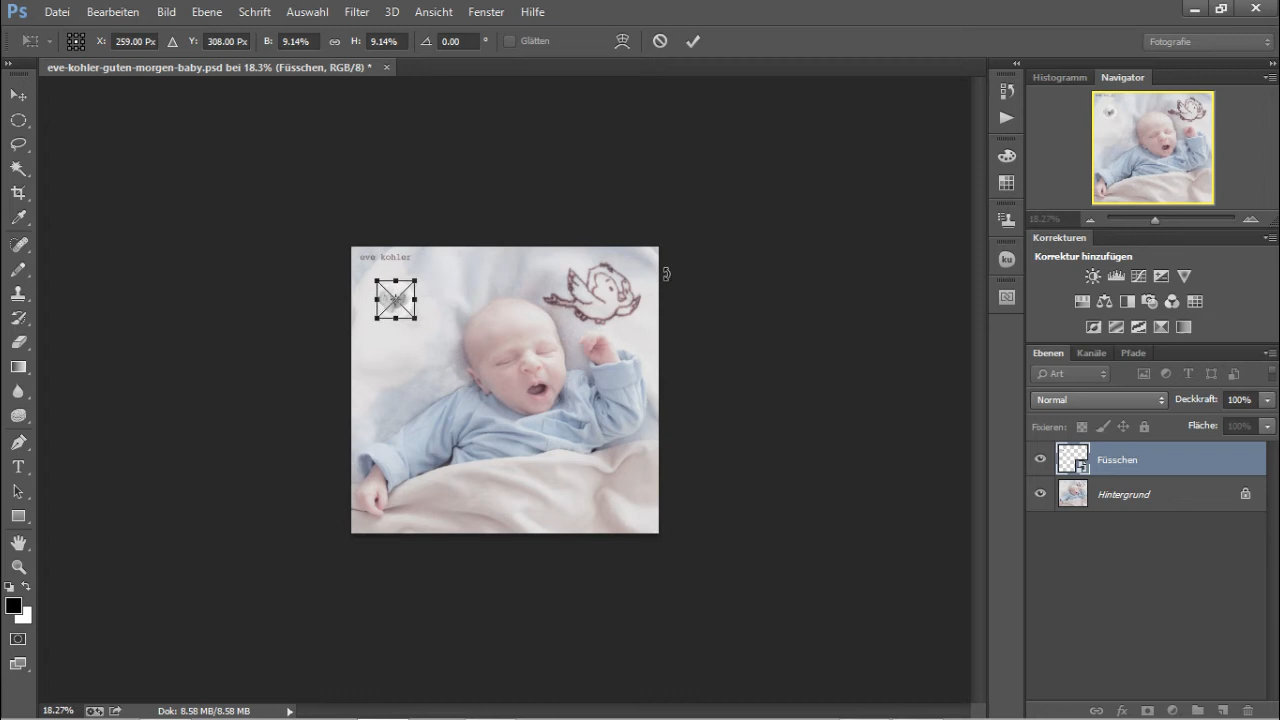 Ps Datei Bearbeiten Bild Ebene Schrift Auswahl Filter 3D Ansicht Fenster Hilfe
X: 259.00 Px Y: 308.00 Px B: 9.14% H: 9.14% 0.00 ° Glätten Fotografie
eve-kohler-guten-morgen-baby.psd bei 18.3% (Füsschen, RGB/8) * ×
Histogramm Navigator
18.27%
Korrekturen
Korrektur hinzufügen
eve kohler
Ebenen Kanäle Pfade
Art
Normal Deckkraft: 100%
Fixieren: Fläche: 100%
Füsschen
Hintergrund
ku
18.27% Dok: 8.58 MB/8.58 MB